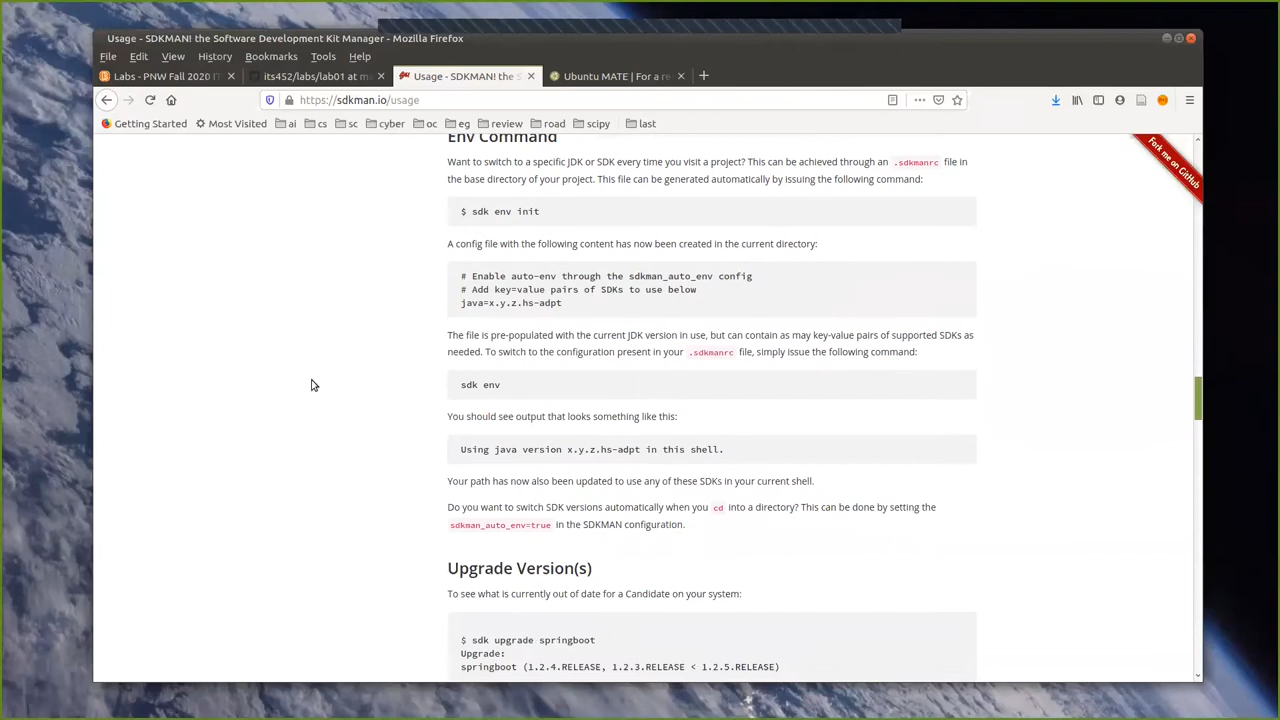 Usage - SDKMAN! the Software Development Kit Manager - Mozilla Firefox
File Edit View History Bookmarks Tools Help
Labs - PNW Fall 2020 IT
its452/labs/lab01 at ma
Usage - SDKMAN! the S
Ubuntu MATE | For a re
https://sdkman.io/usage
Getting Started Most Visited ai cs sc cyber oc eg review road scipy last
Fork me on GitHub
Env Command
Want to switch to a specific JDK or SDK every time you visit a project? This can be achieved through an .sdkmanrc file in
the base directory of your project. This file can be generated automatically by issuing the following command:
$ sdk env init
A config file with the following content has now been created in the current directory:
# Enable auto-env through the sdkman_auto_env config
# Add key=value pairs of SDKs to use below
java=x.y.z.hs-adpt
The file is pre-populated with the current JDK version in use, but can contain as may key-value pairs of supported SDKs as
needed. To switch to the configuration present in your .sdkmanrc file, simply issue the following command:
sdk env
You should see output that looks something like this:
Using java version x.y.z.hs-adpt in this shell.
Your path has now also been updated to use any of these SDKs in your current shell.
Do you want to switch SDK versions automatically when you cd into a directory? This can be done by setting the
sdkman_auto_env=true in the SDKMAN configuration.
Upgrade Version(s)
To see what is currently out of date for a Candidate on your system:
$ sdk upgrade springboot
Upgrade:
springboot (1.2.4.RELEASE, 1.2.3.RELEASE < 1.2.5.RELEASE)